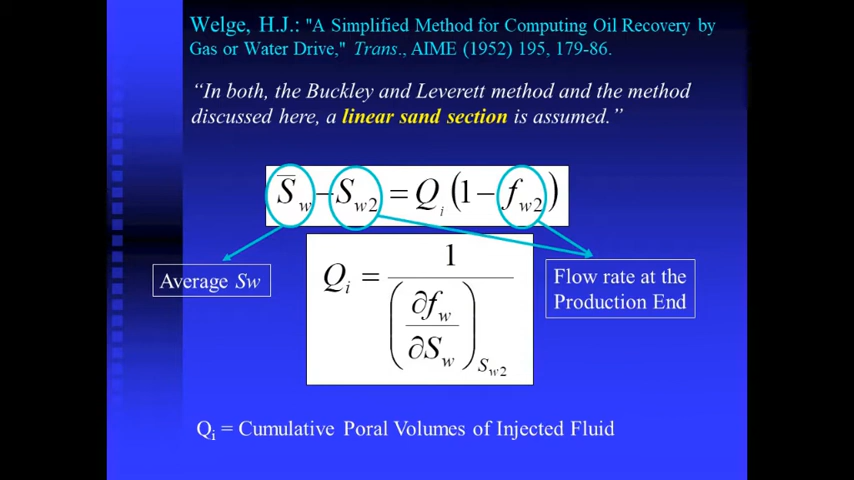 Welge, H.J.: "A Simplified Method for Computing Oil Recovery by
Gas or Water Drive," Trans., AIME (1952) 195, 179-86.
“In both, the Buckley and Leverett method and the method
discussed here, a linear sand section is assumed.”
S̅w − Sw2 = Qi (1 − fw2)
Qi = 1 / (∂fw / ∂Sw)Sw2
Average Sw
Flow rate at the
Production End
Qi = Cumulative Poral Volumes of Injected Fluid